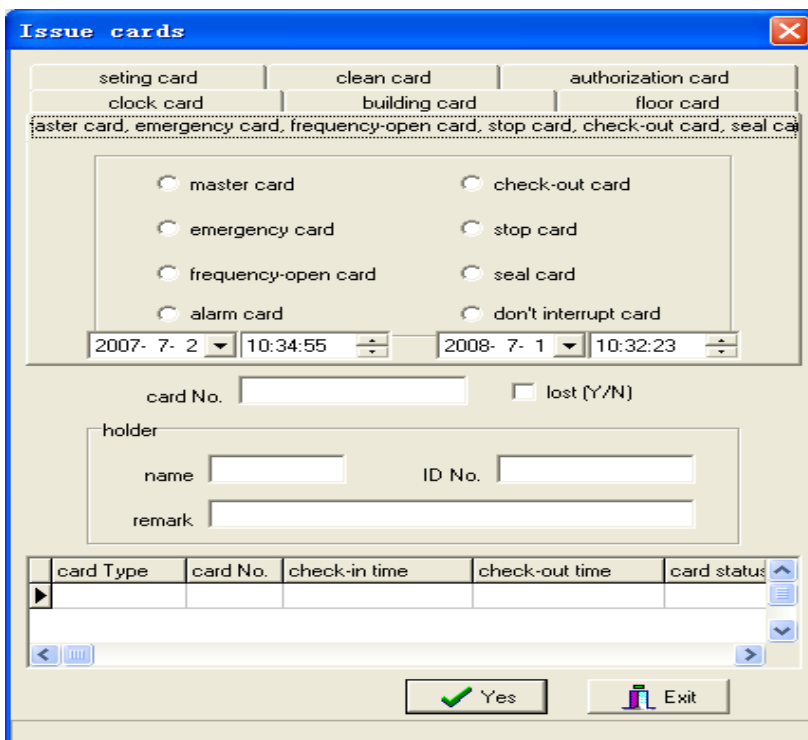 Issue cards
seting card clean card authorization card
clock card building card floor card
aster card, emergency card, frequency-open card, stop card, check-out card, seal ca
master card check-out card
emergency card stop card
frequency-open card seal card
alarm card don't interrupt card
2007- 7- 2 10:34:55 2008- 7- 1 10:32:23
card No. lost (Y/N)
holder
name ID No.
remark
card Type card No. check-in time check-out time card status
Yes Exit